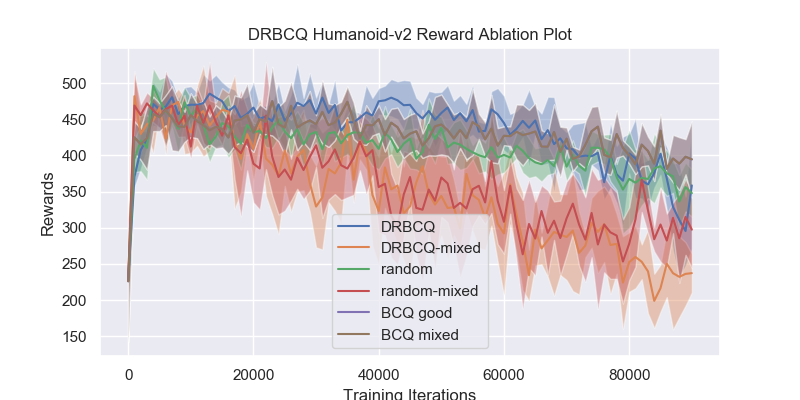 DRBCQ Humanoid-v2 Reward Ablation Plot
500
450
400
350
300
250
200
150
Rewards
DRBCQ
DRBCQ-mixed
random
random-mixed
BCQ good
BCQ mixed
0 20000 40000 60000 80000
Training Iterations